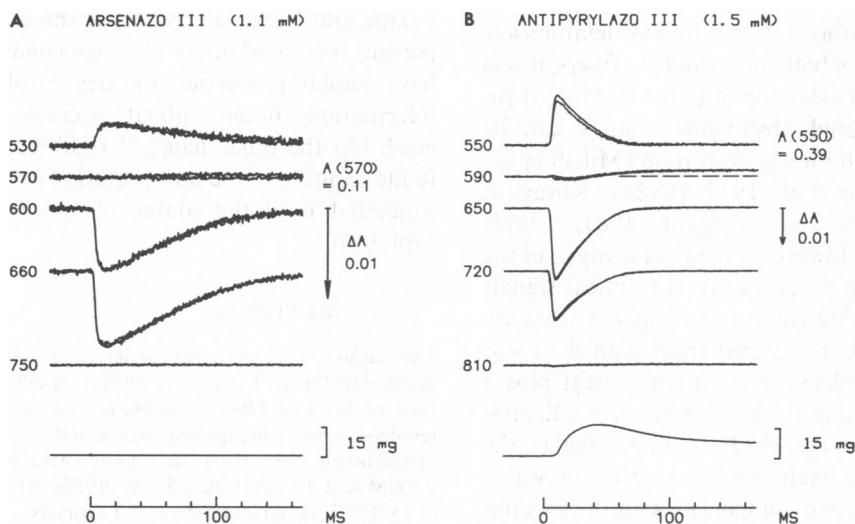 A ARSENAZO III (1.1 mM)
530
570
600
660
750
A(570)
= 0.11
ΔA
0.01
15 mg
0 100 MS
B ANTIPYRYLAZO III (1.5 mM)
550
590
650
720
810
A(550)
= 0.39
ΔA
0.01
15 mg
0 100 MS